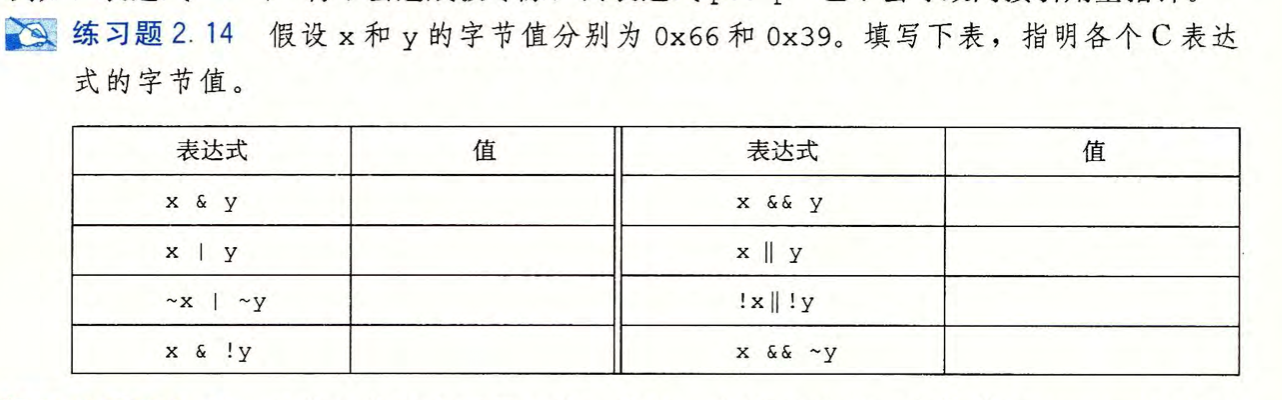 练习题 2.14 假设 x 和 y 的字节值分别为 0x66 和 0x39。填写下表，指明各个 C 表达
式的字节值。
表达式 值 表达式 值
x & y x && y
x | y x || y
~x | ~y !x||!y
x & !y x && ~y